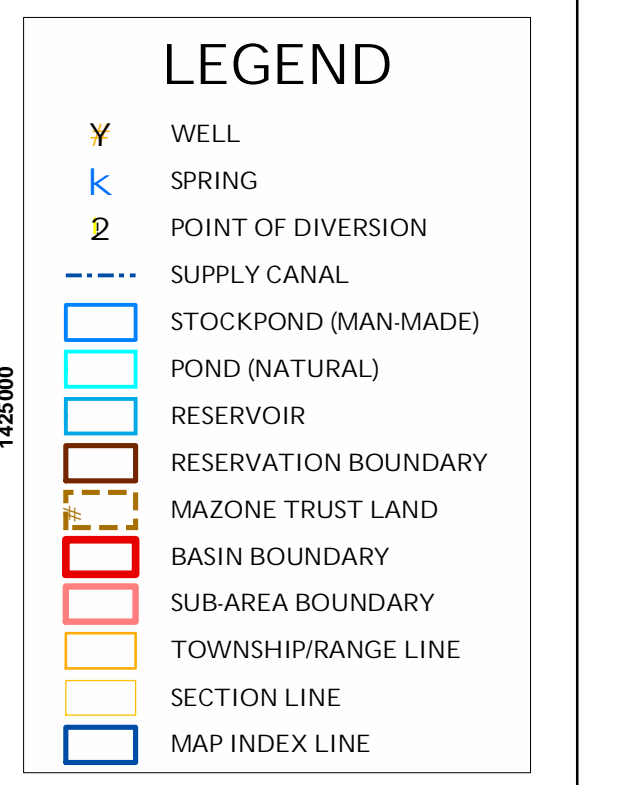 LEGEND
WELL
k SPRING
2 POINT OF DIVERSION
SUPPLY CANAL
STOCKPOND (MAN-MADE)
POND (NATURAL)
1425000
RESERVOIR
RESERVATION BOUNDARY
# MAZONE TRUST LAND
BASIN BOUNDARY
SUB-AREA BOUNDARY
TOWNSHIP/RANGE LINE
SECTION LINE
MAP INDEX LINE